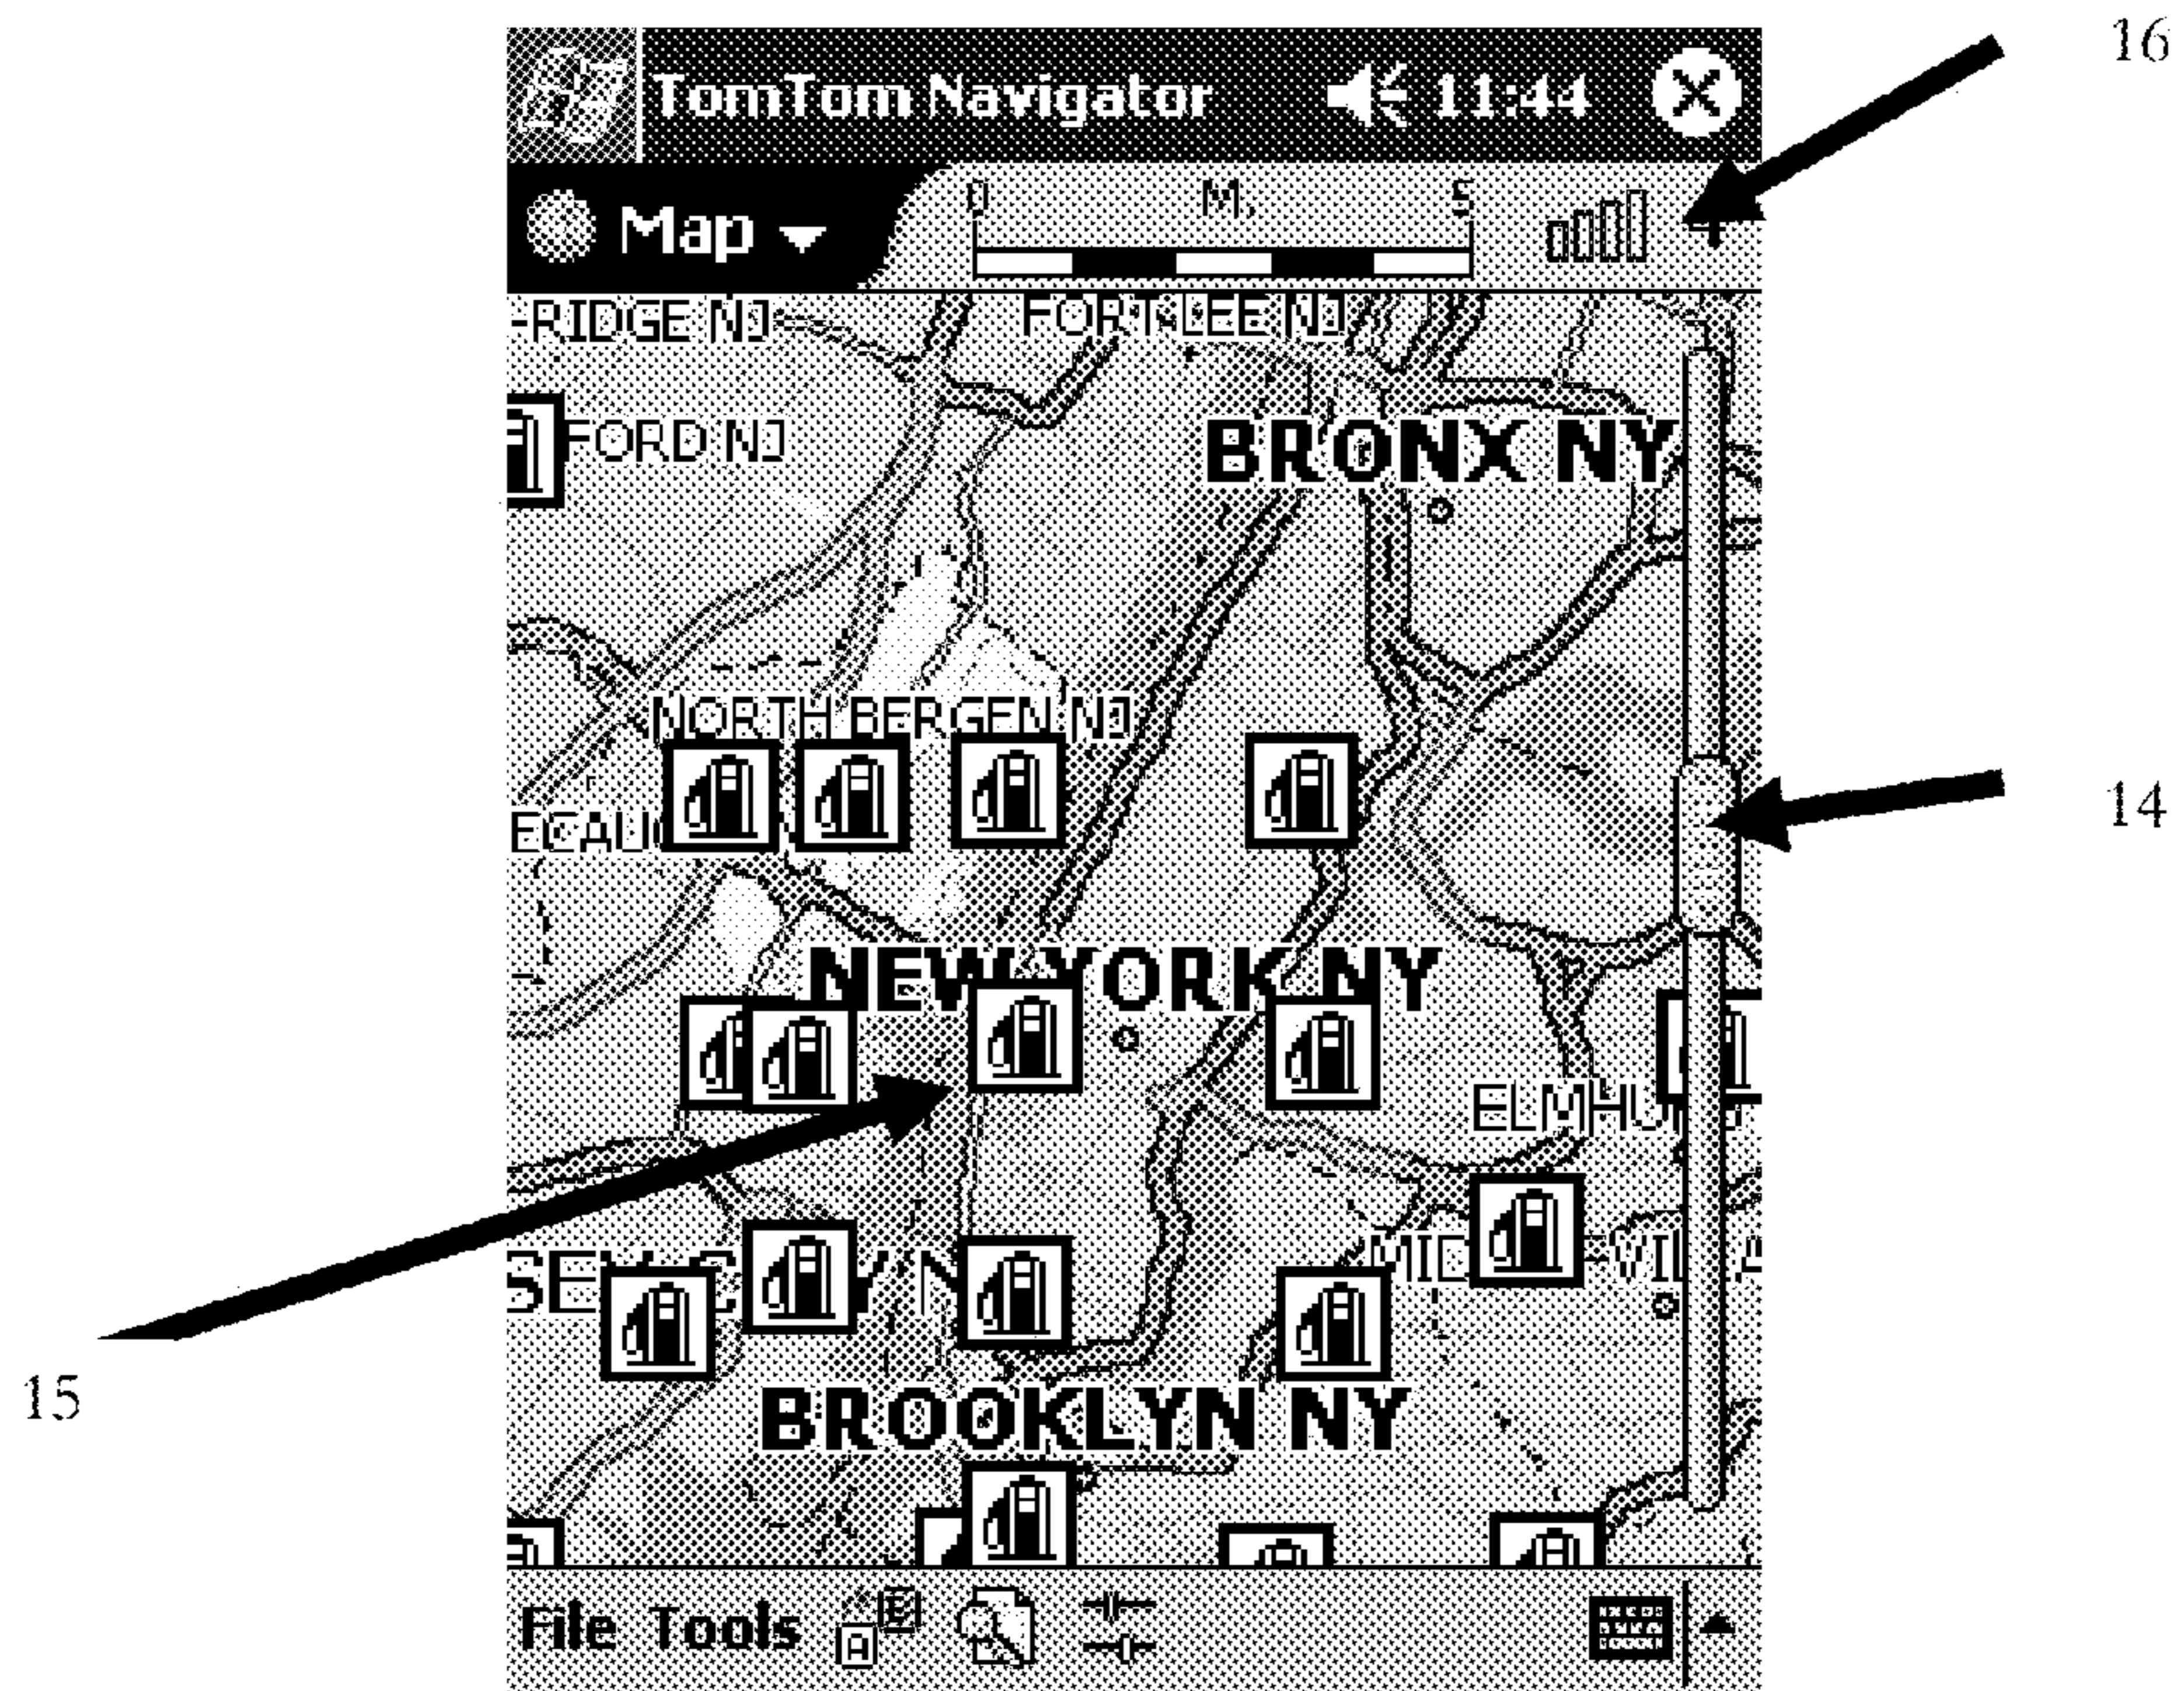 16
TomTom Navigator 11:44
Map
0 M. 5
-RIDGE NJ
FORT LEE NJ
FORD NJ
BRONX NY
NORTH BERGEN NJ
14
ECAUC
NEW YORK NY
ELMHU
15
BROOKLYN NY
File Tools
A B